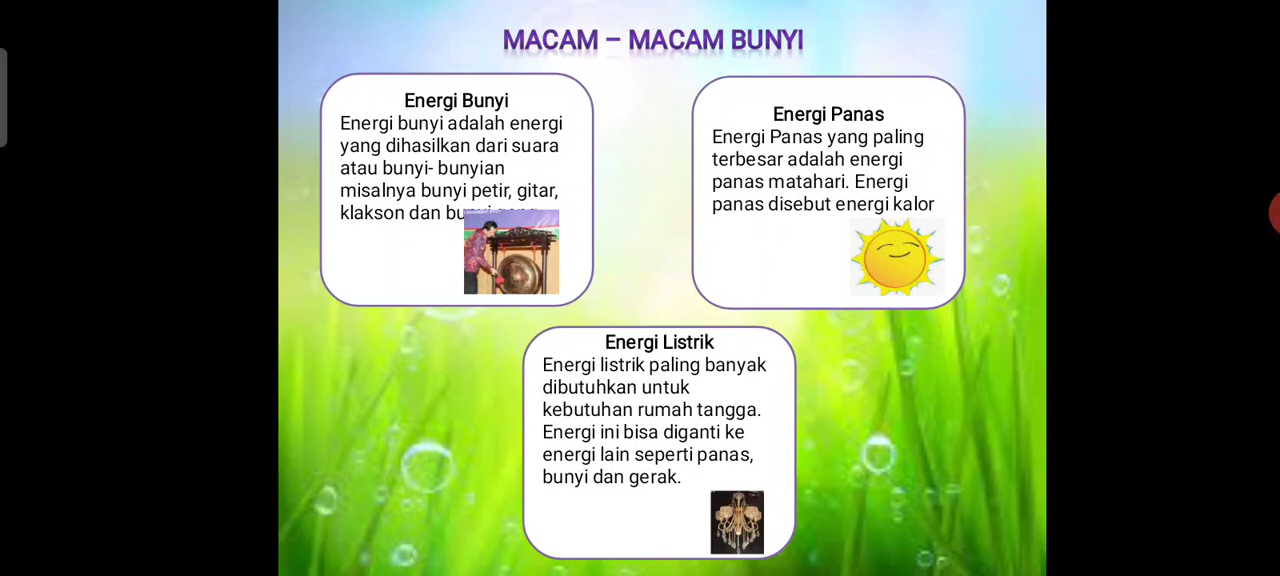 MACAM – MACAM BUNYI
Energi Bunyi
Energi bunyi adalah energi
yang dihasilkan dari suara
atau bunyi- bunyian
misalnya bunyi petir, gitar,
klakson dan
Energi Panas
Energi Panas yang paling
terbesar adalah energi
panas matahari. Energi
panas disebut energi kalor
Energi Listrik
Energi listrik paling banyak
dibutuhkan untuk
kebutuhan rumah tangga.
Energi ini bisa diganti ke
energi lain seperti panas,
bunyi dan gerak.